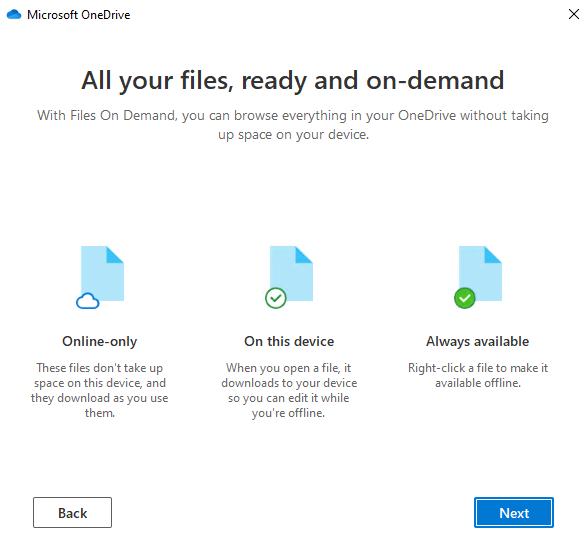 Microsoft OneDrive
All your files, ready and on-demand
With Files On Demand, you can browse everything in your OneDrive without taking
up space on your device.
Online-only
These files don't take up
space on this device, and
they download as you use
them.
On this device
When you open a file, it
downloads to your device
so you can edit it while
you're offline.
Always available
Right-click a file to make it
available offline.
Back
Next